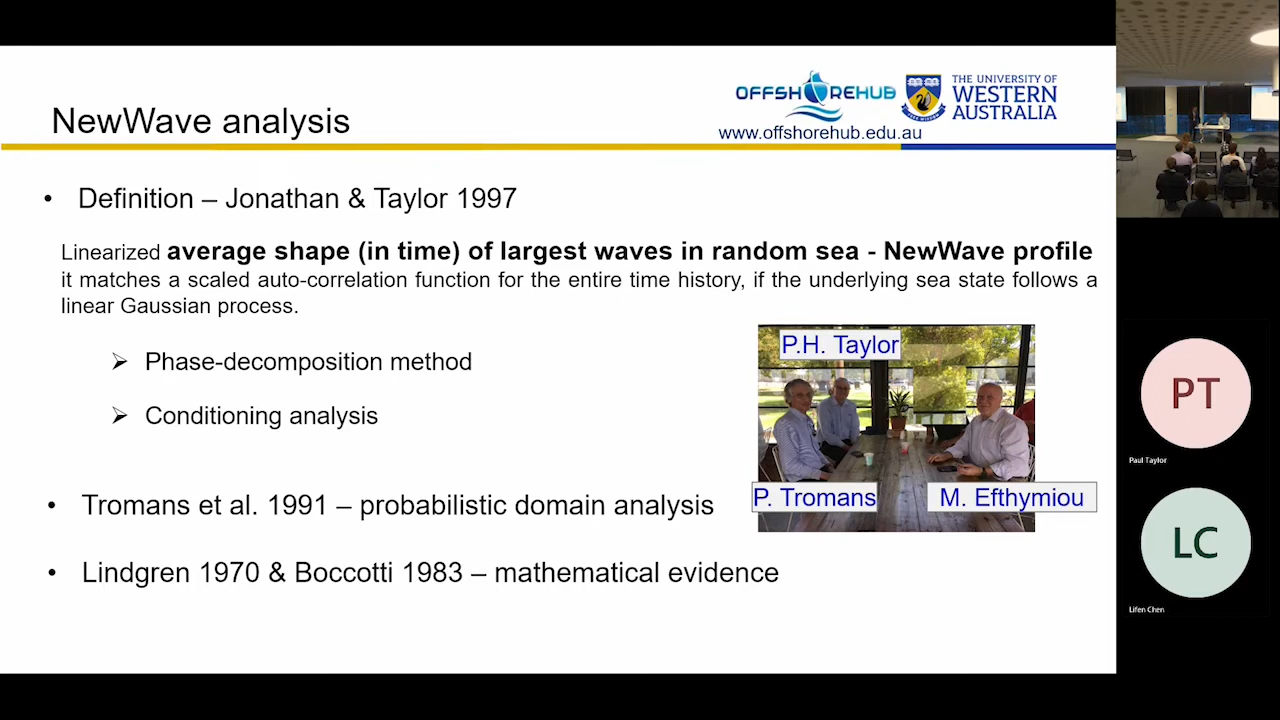 NewWave analysis
OFFSHOREHUB
www.offshorehub.edu.au
THE UNIVERSITY OF
WESTERN
AUSTRALIA
• Definition – Jonathan & Taylor 1997
Linearized average shape (in time) of largest waves in random sea - NewWave profile
it matches a scaled auto-correlation function for the entire time history, if the underlying sea state follows a
linear Gaussian process.
➢ Phase-decomposition method
➢ Conditioning analysis
P.H. Taylor
P. Tromans
M. Efthymiou
• Tromans et al. 1991 – probabilistic domain analysis
• Lindgren 1970 & Boccotti 1983 – mathematical evidence
PT
Paul Taylor
LC
Lifen Chen